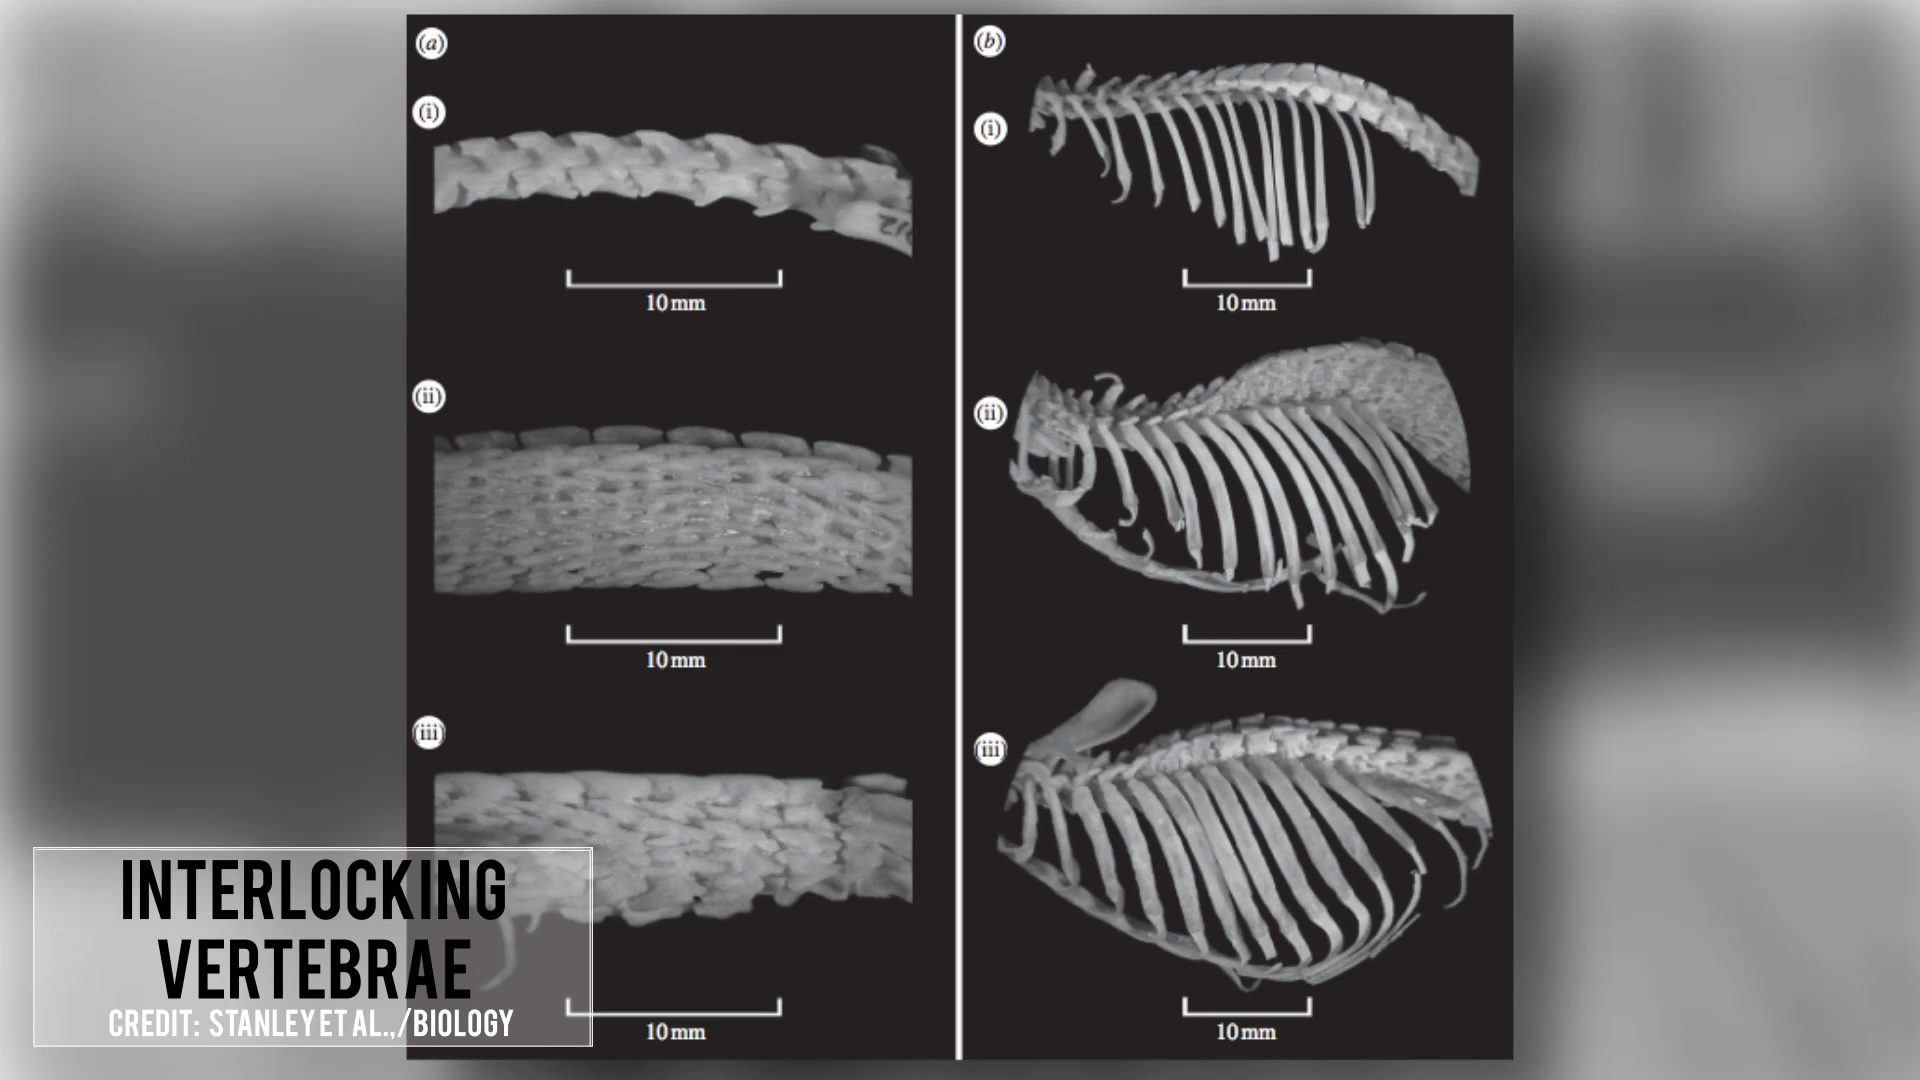 (a)
(i)
10 mm
(ii)
10 mm
(iii)
10 mm
(b)
(i)
10 mm
(ii)
10 mm
(iii)
10 mm
INTERLOCKING
VERTEBRAE
CREDIT: STANLEY ET AL.,/BIOLOGY